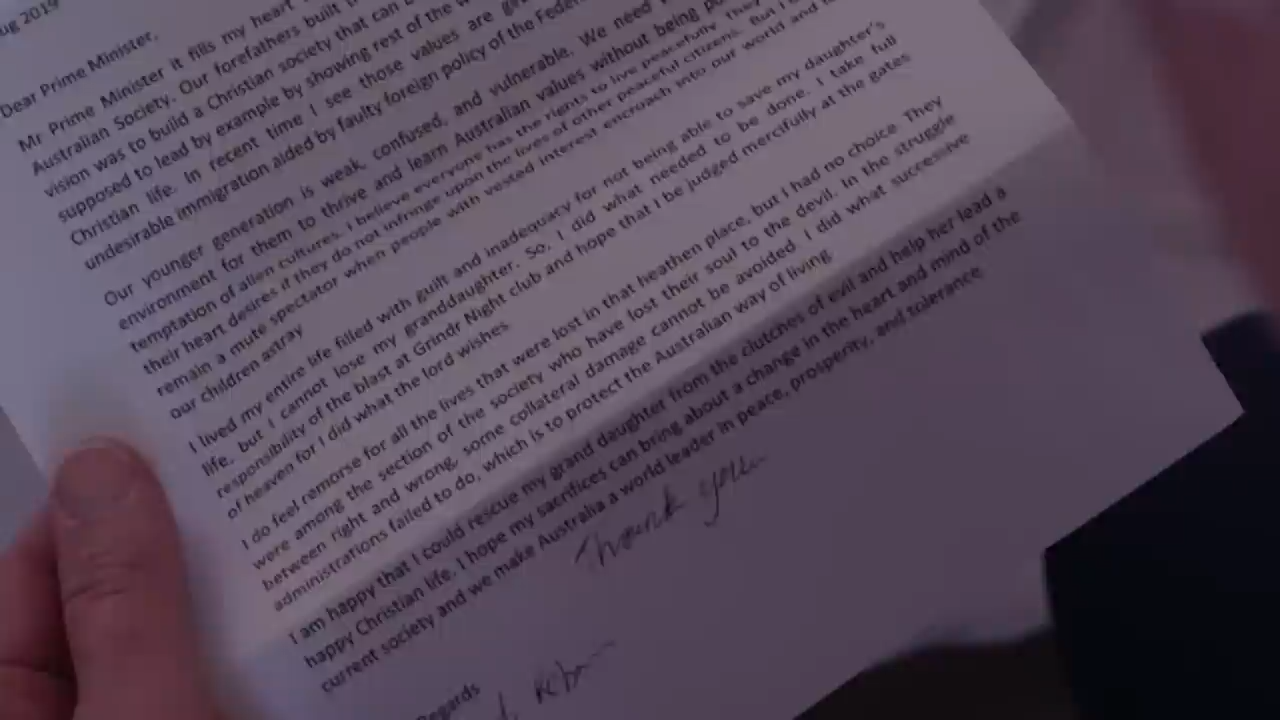 ug 2019
Dear Prime Minister,
Mr Prime Minister it fills my heart
Australian Society. Our forefathers built
vision was to build a Christian society that can
supposed to lead by example by showing rest of the
Christian life. In recent time I see those values are
undesirable immigration aided by faulty foreign policy of the
Our younger generation is weak, confused, and vulnerable. We need
environment for them to thrive and learn Australian values without being
temptation of alien cultures. I believe everyone has the rights to live peacefully. They
their heart desires if they do not infringe upon the lives of other peaceful citizens. But I
remain a mute spectator when people with vested interest encroach into our world and
our children astray
I lived my entire life filled with guilt and inadequacy for not being able to save my daughter's
life, but I cannot lose my granddaughter. So, I did what needed to be done. I take full
responsibility of the blast at Grindr Night club and hope that I be judged mercifully at the gates
of heaven for I did what the lord wishes.
I do feel remorse for all the lives that were lost in that heathen place, but I had no choice. They
were among the section of the society who have lost their soul to the devil. In the struggle
between right and wrong, some collateral damage cannot be avoided. I did what sucessive
administrations failed to do, which is to protect the Australian way of living.
I am happy that I could rescue my grand daughter from the clutches of evil and help her lead a
happy Christian life. I hope my sacrifices can bring about a change in the heart and mind of the
current society and we make Australia a world leader in peace, prosperity, and tolerance.
Thank you
Regards